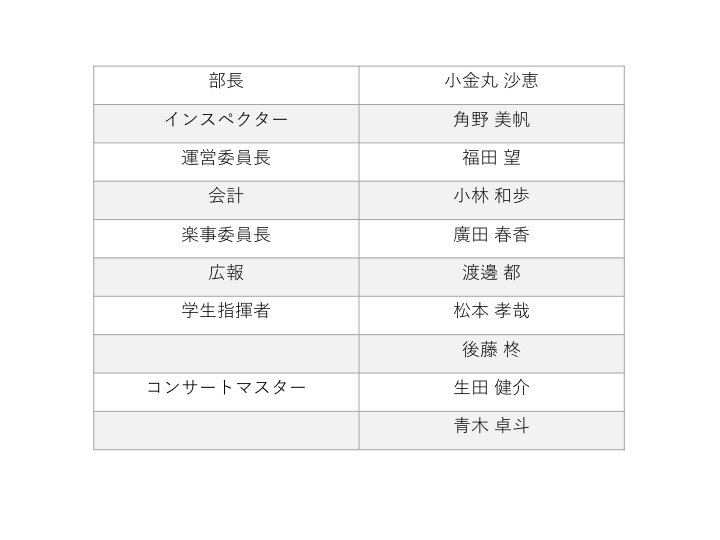 部長 小金丸 沙恵
インスペクター 角野 美帆
運営委員長 福田 望
会計 小林 和歩
楽事委員長 廣田 春香
広報 渡邊 都
学生指揮者 松本 孝哉
後藤 柊
コンサートマスター 生田 健介
青木 卓斗